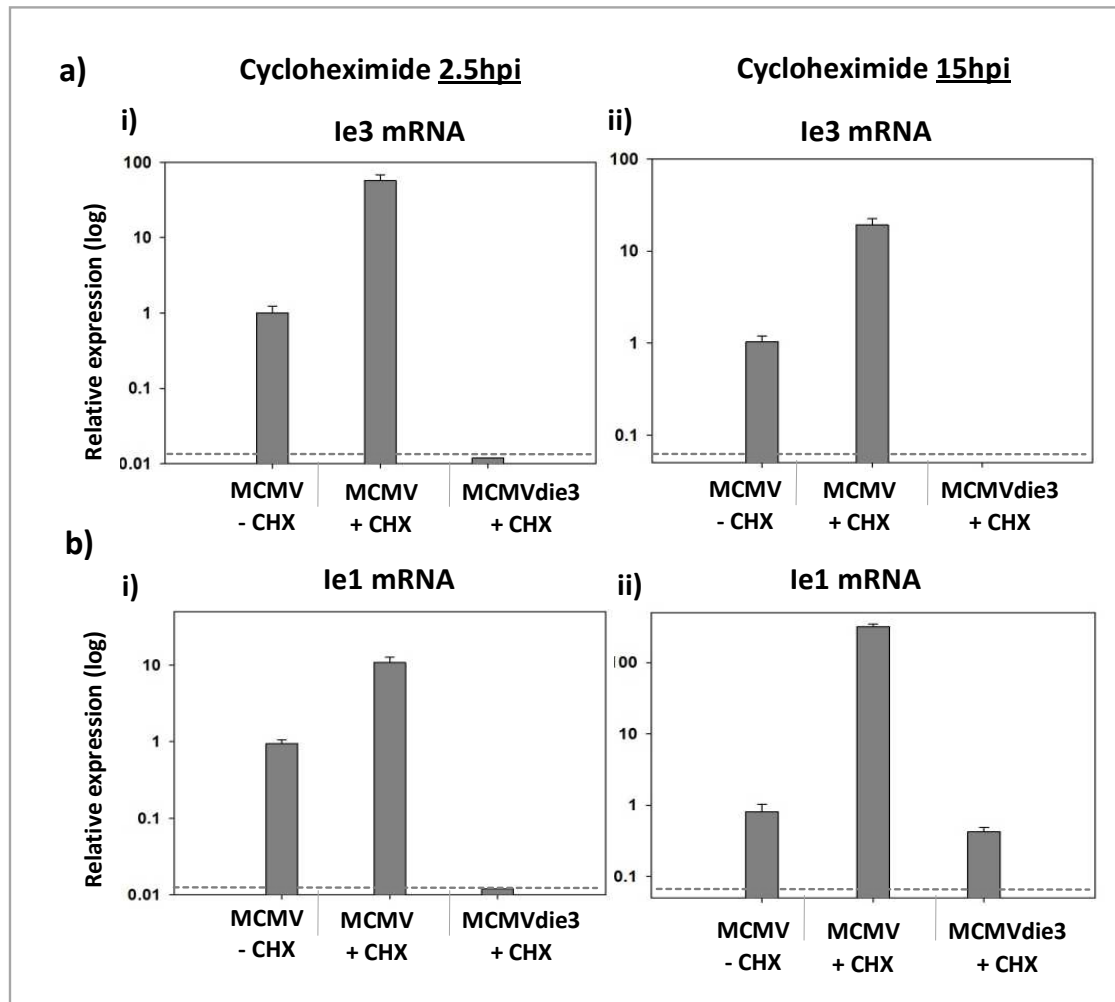 a)
Cycloheximide 2.5hpi
Cycloheximide 15hpi
i)
Ie3 mRNA
ii)
Ie3 mRNA
Relative expression (log)
100
10
1
0.1
0.01
MCMV
- CHX
MCMV
+ CHX
MCMVdie3
+ CHX
100
10
1
0.1
MCMV
- CHX
MCMV
+ CHX
MCMVdie3
+ CHX
b)
i)
Ie1 mRNA
ii)
Ie1 mRNA
Relative expression (log)
10
1
0.1
0.01
MCMV
- CHX
MCMV
+ CHX
MCMVdie3
+ CHX
100
10
1
0.1
MCMV
- CHX
MCMV
+ CHX
MCMVdie3
+ CHX